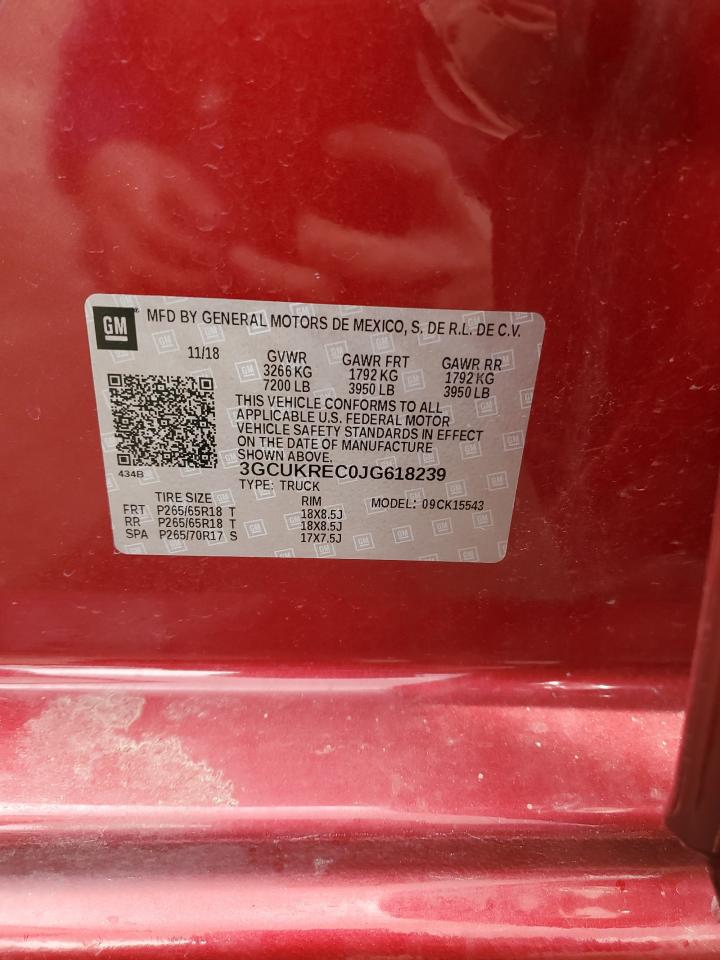 GM® MFD BY GENERAL MOTORS DE MEXICO, S, DE R.L. DE C.V.
11/18 GVWR GAWR FRT GAWR RR
3266 KG 1792 KG 1792 KG
7200 LB 3950 LB 3950 LB
THIS VEHICLE CONFORMS TO ALL
APPLICABLE U.S. FEDERAL MOTOR
VEHICLE SAFETY STANDARDS IN EFFECT
ON THE DATE OF MANUFACTURE
SHOWN ABOVE.
434B
3GCUKREC0JG618239
TYPE: TRUCK
TIRE SIZE RIM MODEL: 09CK15543
FRT P265/65R18 T 18X8.5J
RR P265/65R18 T 18X8.5J
SPA P265/70R17 S 17X7.5J